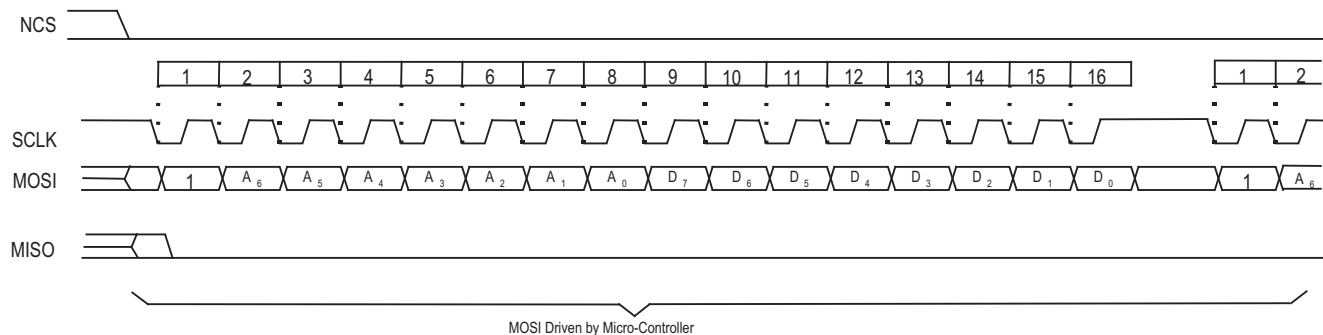 NCS
1 2 3 4 5 6 7 8 9 10 11 12 13 14 15 16 1 2
SCLK
MOSI 1 A6 A5 A4 A3 A2 A1 A0 D7 D6 D5 D4 D3 D2 D1 D0 1 A6
MISO
MOSI Driven by Micro-Controller